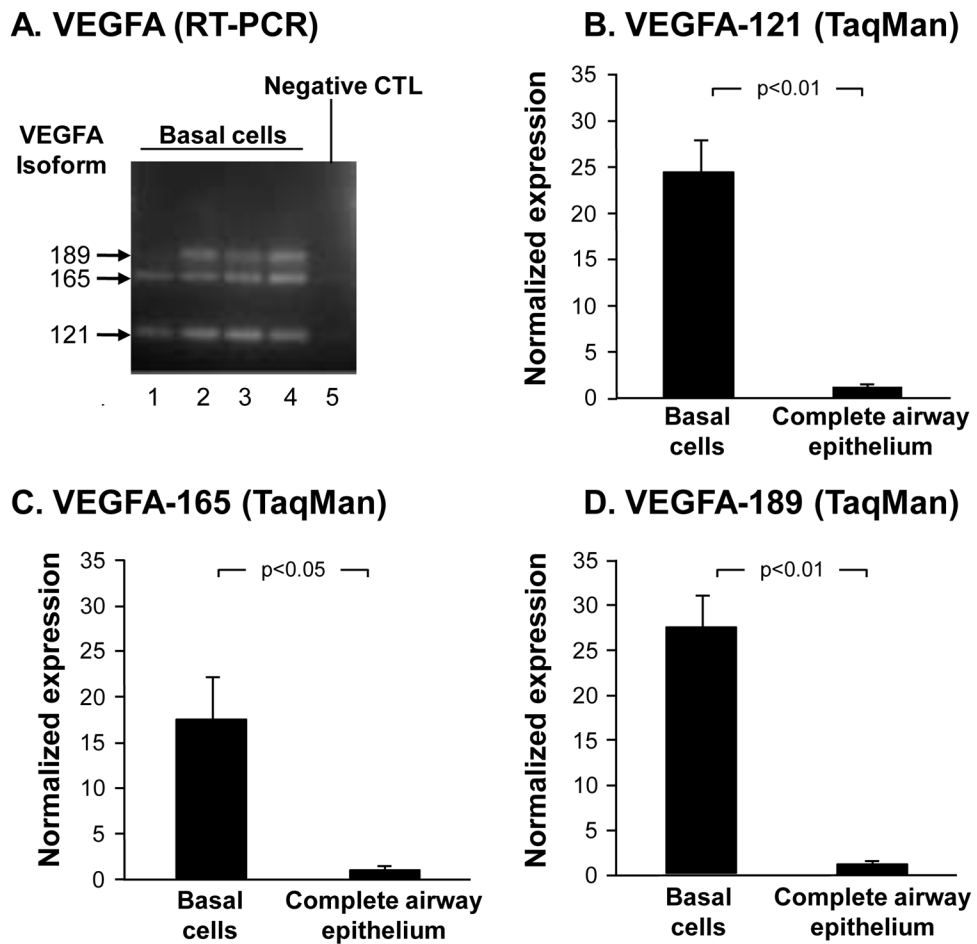 A. VEGFA (RT-PCR)
Negative CTL
VEGFA
Isoform
Basal cells
189
165
121
1 2 3 4 5
B. VEGFA-121 (TaqMan)
Normalized expression
35
30
25
20
15
10
5
0
p<0.01
Basal
cells
Complete airway
epithelium
C. VEGFA-165 (TaqMan)
Normalized expression
35
30
25
20
15
10
5
0
p<0.05
Basal
cells
Complete airway
epithelium
D. VEGFA-189 (TaqMan)
Normalized expression
35
30
25
20
15
10
5
0
p<0.01
Basal
cells
Complete airway
epithelium